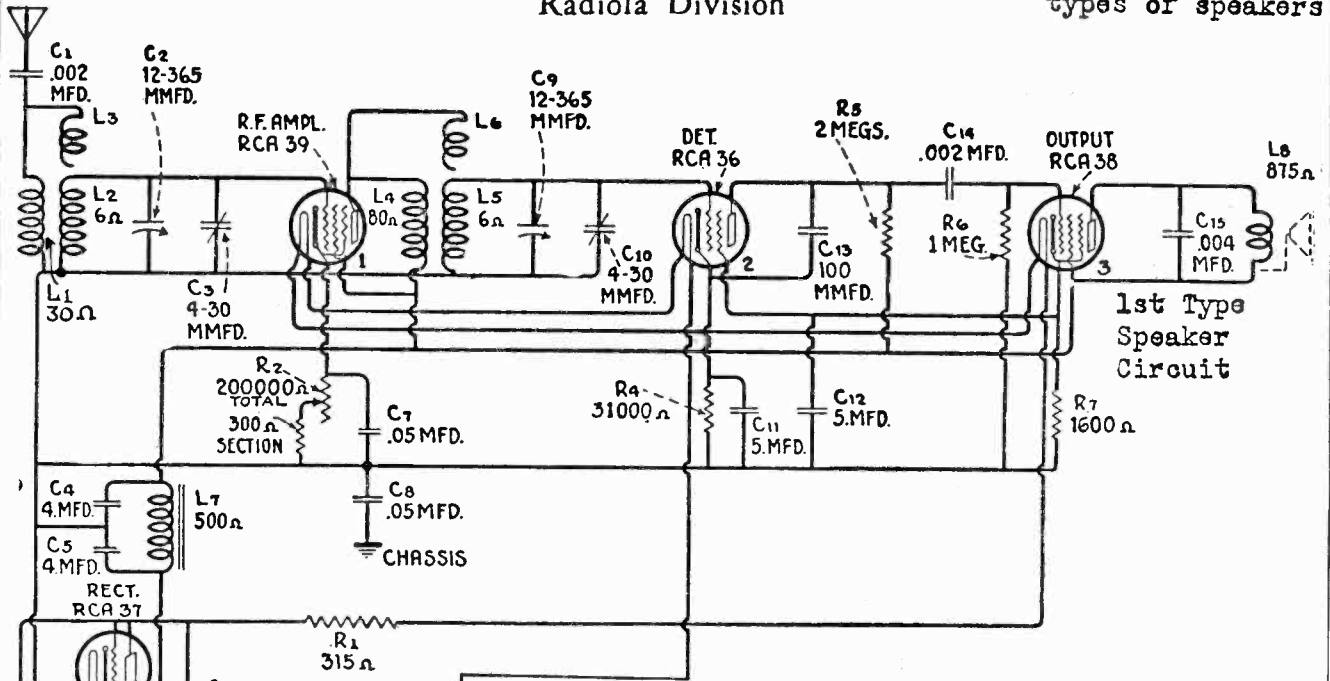 Radiola Division
types of speakers
C1
.002
MFD.
C2
12-365
MMFD.
L3
R.F. AMPL.
RCA 39
L6
C9
12-365
MMFD.
DET.
RCA 36
R5
2 MEGS.
C14
.002 MFD.
OUTPUT
RCA 38
L8
875Ω
L2
6Ω
L4
80Ω
L5
6Ω
R6
1 MEG.
C15
.004
MFD.
L1
30Ω
C3
4-30
MMFD.
1
C10
4-30
MMFD.
2
C13
100
MMFD.
3
1st Type
Speaker
Circuit
R2
200000Ω
TOTAL
300Ω
SECTION
C7
.05 MFD.
R4
31000Ω
C11
5.MFD.
C12
5.MFD.
R7
1600Ω
C4
4.MFD.
L7
500Ω
C8
.05 MFD.
C5
4.MFD.
CHASSIS
RECT.
RCA 37
R1
315Ω